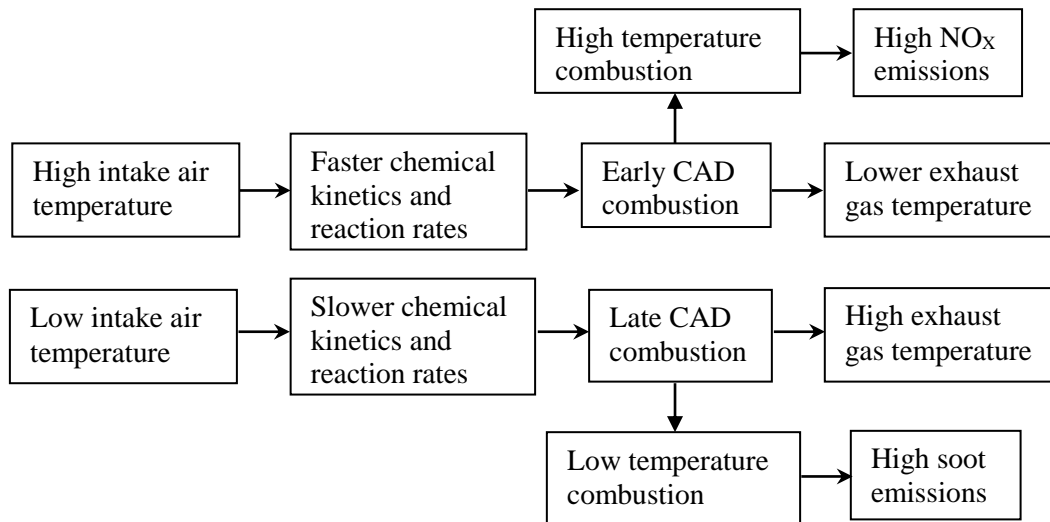 High temperature
combustion
High NOX
emissions
High intake air
temperature
Faster chemical
kinetics and
reaction rates
Early CAD
combustion
Lower exhaust
gas temperature
Low intake air
temperature
Slower chemical
kinetics and
reaction rates
Late CAD
combustion
High exhaust
gas temperature
Low temperature
combustion
High soot
emissions